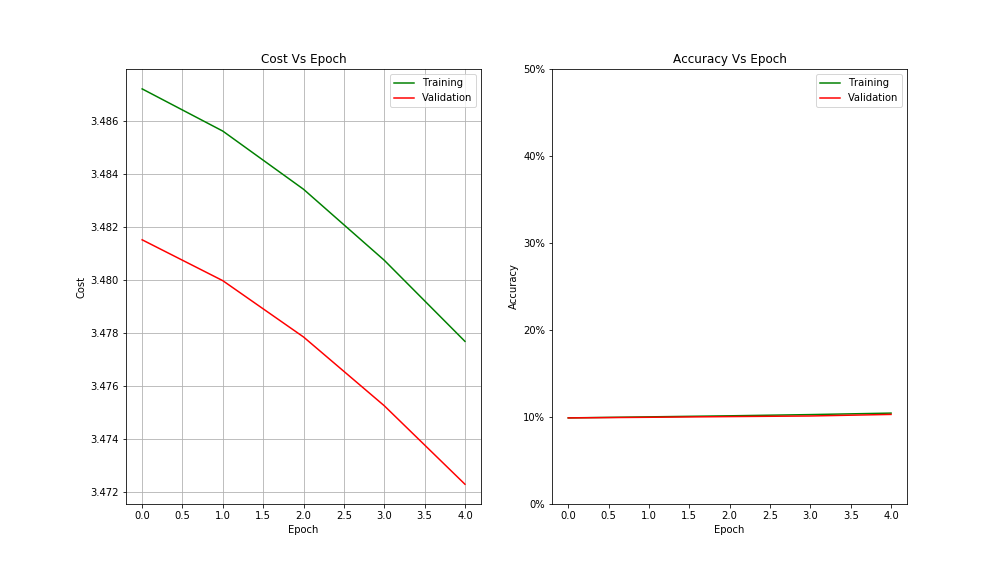 Cost Vs Epoch
Training
Validation
3.486
3.484
3.482
3.480
3.478
3.476
3.474
3.472
Cost
0.0 0.5 1.0 1.5 2.0 2.5 3.0 3.5 4.0
Epoch
Accuracy Vs Epoch
Training
Validation
50%
40%
30%
20%
10%
0%
Accuracy
0.0 0.5 1.0 1.5 2.0 2.5 3.0 3.5 4.0
Epoch